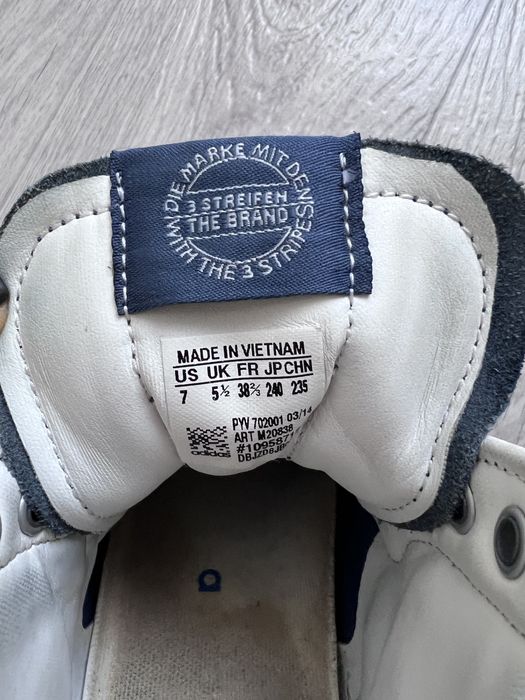 DIE MARKE MIT DEN
3 STREIFEN
THE BRAND
WITH THE 3 STRIPES
MADE IN VIETNAM
US UK FR JP CHN
7 5½ 38⅔ 240 235
PYV 702001 03/14
ART M20838
adidas